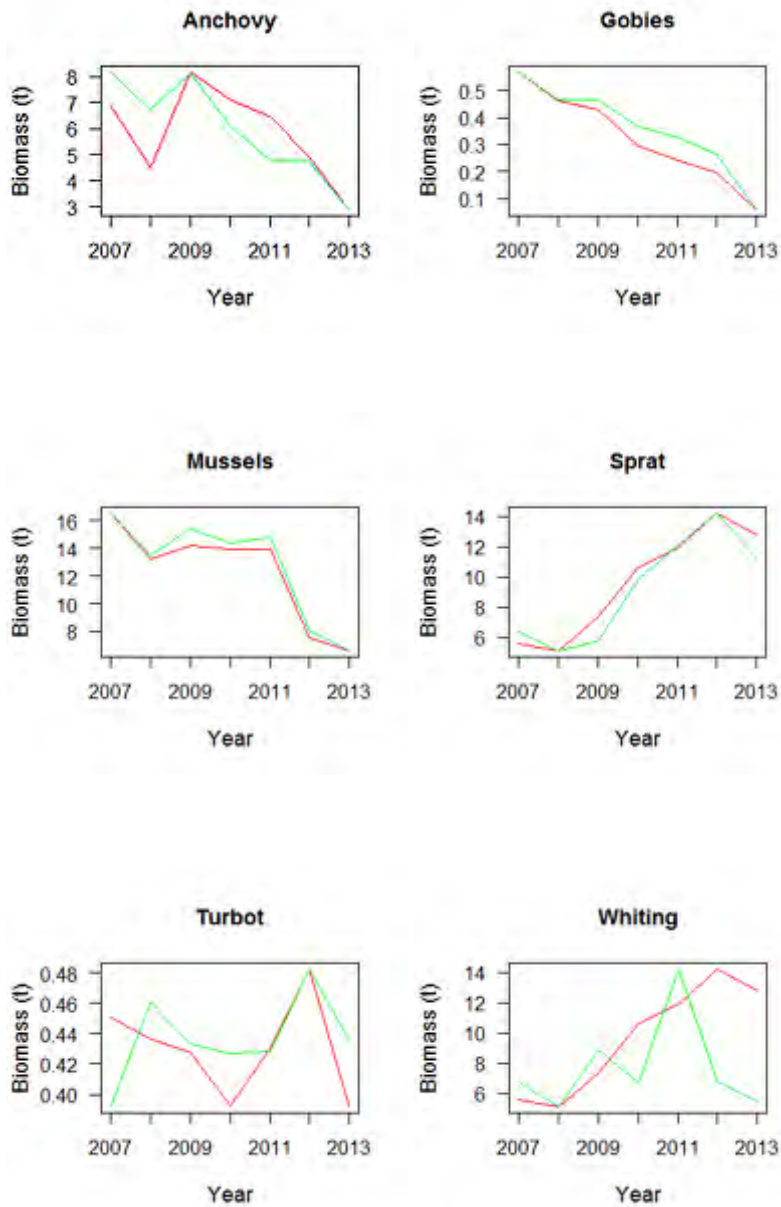 Anchovy
Biomass (t)
8
7
6
5
4
3
2007 2009 2011 2013
Year
Gobies
Biomass (t)
0.5
0.4
0.3
0.2
0.1
2007 2009 2011 2013
Year
Mussels
Biomass (t)
16
14
12
10
8
2007 2009 2011 2013
Year
Sprat
Biomass (t)
14
12
10
8
6
2007 2009 2011 2013
Year
Turbot
Biomass (t)
0.48
0.46
0.44
0.42
0.40
2007 2009 2011 2013
Year
Whiting
Biomass (t)
14
12
10
8
6
2007 2009 2011 2013
Year